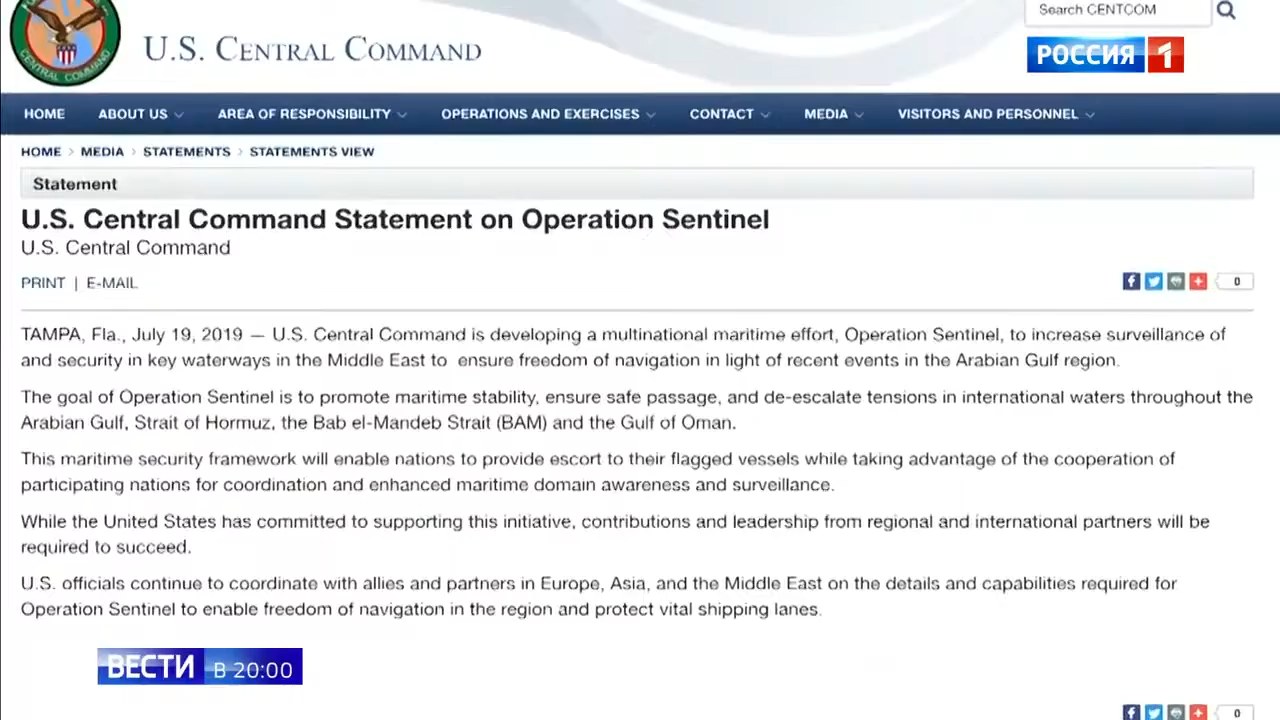 Search CENTCOM
CENTRAL COMMAND
U.S. CENTRAL COMMAND
РОССИЯ 1
HOME ABOUT US AREA OF RESPONSIBILITY OPERATIONS AND EXERCISES CONTACT MEDIA VISITORS AND PERSONNEL
HOME > MEDIA > STATEMENTS > STATEMENTS VIEW
Statement
U.S. Central Command Statement on Operation Sentinel
U.S. Central Command
PRINT | E-MAIL
0
TAMPA, Fla., July 19, 2019 — U.S. Central Command is developing a multinational maritime effort, Operation Sentinel, to increase surveillance of
and security in key waterways in the Middle East to ensure freedom of navigation in light of recent events in the Arabian Gulf region.
The goal of Operation Sentinel is to promote maritime stability, ensure safe passage, and de-escalate tensions in international waters throughout the
Arabian Gulf, Strait of Hormuz, the Bab el-Mandeb Strait (BAM) and the Gulf of Oman.
This maritime security framework will enable nations to provide escort to their flagged vessels while taking advantage of the cooperation of
participating nations for coordination and enhanced maritime domain awareness and surveillance.
While the United States has committed to supporting this initiative, contributions and leadership from regional and international partners will be
required to succeed.
U.S. officials continue to coordinate with allies and partners in Europe, Asia, and the Middle East on the details and capabilities required for
Operation Sentinel to enable freedom of navigation in the region and protect vital shipping lanes.
ВЕСТИ В 20:00
0